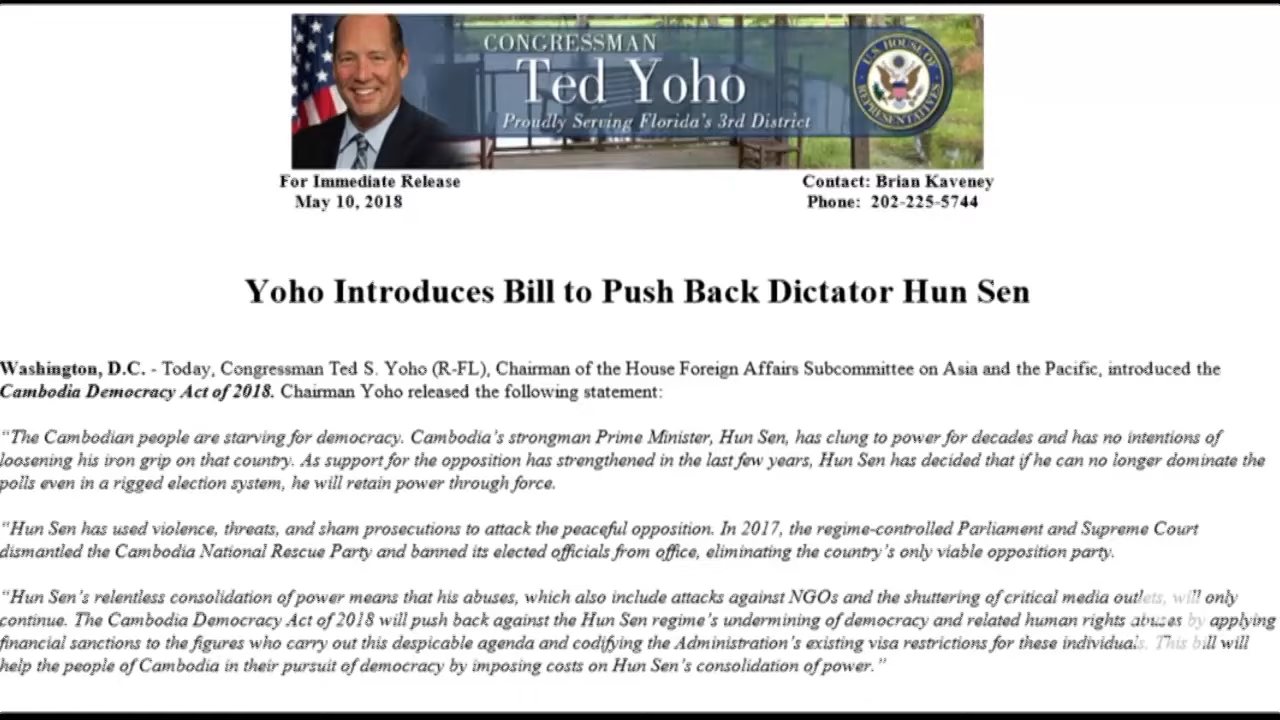 CONGRESSMAN
Ted Yoho
Proudly Serving Florida's 3rd District
U.S. HOUSE OF REPRESENTATIVES
For Immediate Release
May 10, 2018
Contact: Brian Kaveney
Phone: 202-225-5744
Yoho Introduces Bill to Push Back Dictator Hun Sen
Washington, D.C. - Today, Congressman Ted S. Yoho (R-FL), Chairman of the House Foreign Affairs Subcommittee on Asia and the Pacific, introduced the
Cambodia Democracy Act of 2018. Chairman Yoho released the following statement:
“The Cambodian people are starving for democracy. Cambodia’s strongman Prime Minister, Hun Sen, has clung to power for decades and has no intentions of
loosening his iron grip on that country. As support for the opposition has strengthened in the last few years, Hun Sen has decided that if he can no longer dominate the
polls even in a rigged election system, he will retain power through force.
“Hun Sen has used violence, threats, and sham prosecutions to attack the peaceful opposition. In 2017, the regime-controlled Parliament and Supreme Court
dismantled the Cambodia National Rescue Party and banned its elected officials from office, eliminating the country’s only viable opposition party.
“Hun Sen’s relentless consolidation of power means that his abuses, which also include attacks against NGOs and the shuttering of critical media outlets, will only
continue. The Cambodia Democracy Act of 2018 will push back against the Hun Sen regime’s undermining of democracy and related human rights abuses by applying
financial sanctions to the figures who carry out this despicable agenda and codifying the Administration’s existing visa restrictions for these individuals. This bill will
help the people of Cambodia in their pursuit of democracy by imposing costs on Hun Sen’s consolidation of power.”